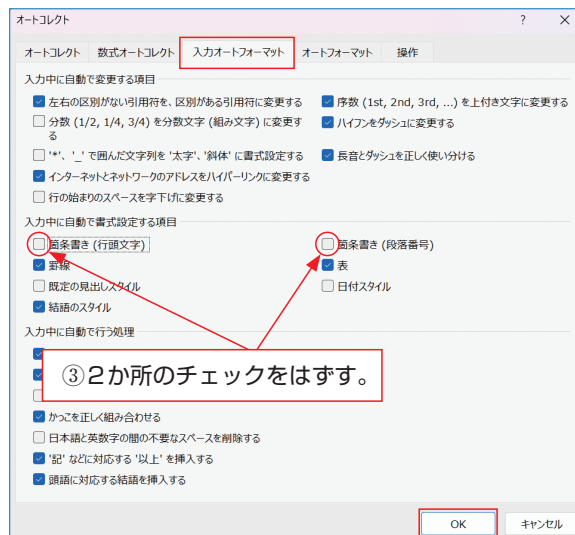 オートコレクト ? ×
オートコレクト 数式オートコレクト 入力オートフォーマット オートフォーマット 操作
入力中に自動で変更する項目
左右の区別がない引用符を、区別がある引用符に変更する
序数 (1st, 2nd, 3rd, ...) を上付き文字に変更する
分数 (1/2, 1/4, 3/4) を分数文字 (組み文字) に変更す
る
ハイフンをダッシュに変更する
'*'、'_' で囲んだ文字列を '太字'、'斜体' に書式設定する
長音とダッシュを正しく使い分ける
インターネットとネットワークのアドレスをハイパーリンクに変更する
行の始まりのスペースを字下げに変更する
入力中に自動で書式設定する項目
箇条書き (行頭文字)
箇条書き (段落番号)
罫線
表
既定の見出しスタイル
日付スタイル
結語のスタイル
入力中に自動で行う処理
③2か所のチェックをはずす。
かっこを正しく組み合わせる
日本語と英数字の間の不要なスペースを削除する
'記' などに対応する '以上' を挿入する
頭語に対応する結語を挿入する
OK キャンセル